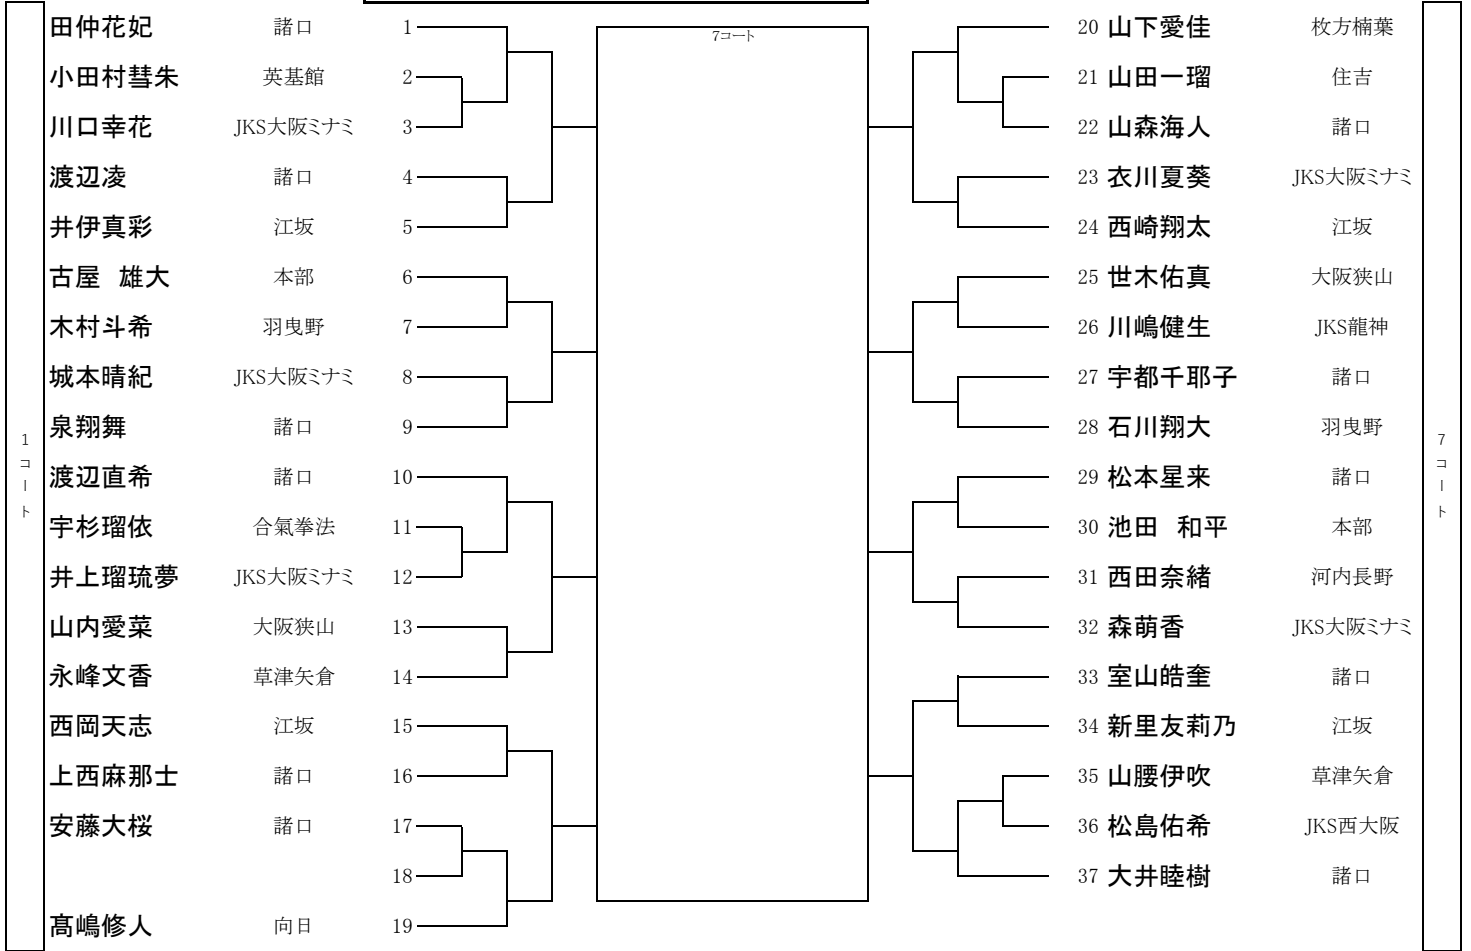 1コート
田仲花妃 諸口 1
小田村彗朱 英基館 2
川口幸花 JKS大阪ミナミ 3
渡辺凌 諸口 4
井伊真彩 江坂 5
古屋 雄大 本部 6
木村斗希 羽曳野 7
城本晴紀 JKS大阪ミナミ 8
泉翔舞 諸口 9
渡辺直希 諸口 10
宇杉瑠依 合氣拳法 11
井上瑠琉夢 JKS大阪ミナミ 12
山内愛菜 大阪狭山 13
永峰文香 草津矢倉 14
西岡天志 江坂 15
上西麻那士 諸口 16
安藤大桜 諸口 17
18
髙嶋修人 向日 19
7コート
20 山下愛佳 枚方楠葉
21 山田一瑠 住吉
22 山森海人 諸口
23 衣川夏葵 JKS大阪ミナミ
24 西崎翔太 江坂
25 世木佑真 大阪狭山
26 川嶋健生 JKS龍神
27 宇都千耶子 諸口
28 石川翔大 羽曳野
29 松本星来 諸口
30 池田 和平 本部
31 西田奈緒 河内長野
32 森萌香 JKS大阪ミナミ
33 室山皓奎 諸口
34 新里友莉乃 江坂
35 山腰伊吹 草津矢倉
36 松島佑希 JKS西大阪
37 大井睦樹 諸口
7コート